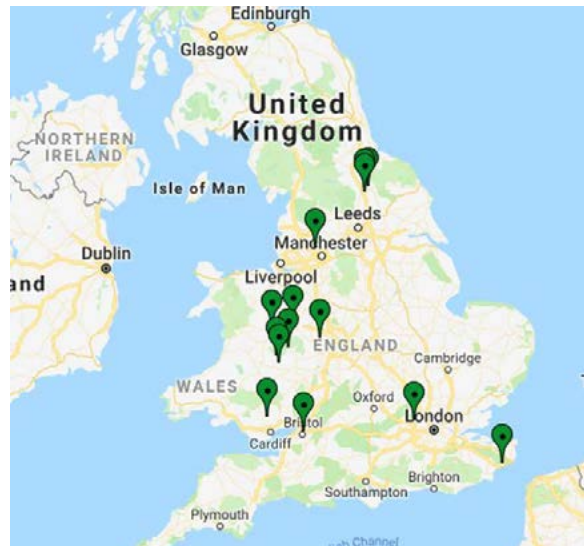 Edinburgh
Glasgow
United
Kingdom
NORTHERN
IRELAND
Isle of Man
Leeds
Dublin
Manchester
and
Liverpool
ENGLAND
Cambridge
WALES
Oxford
London
Bristol
Cardiff
Brighton
Southampton
Plymouth
Channel